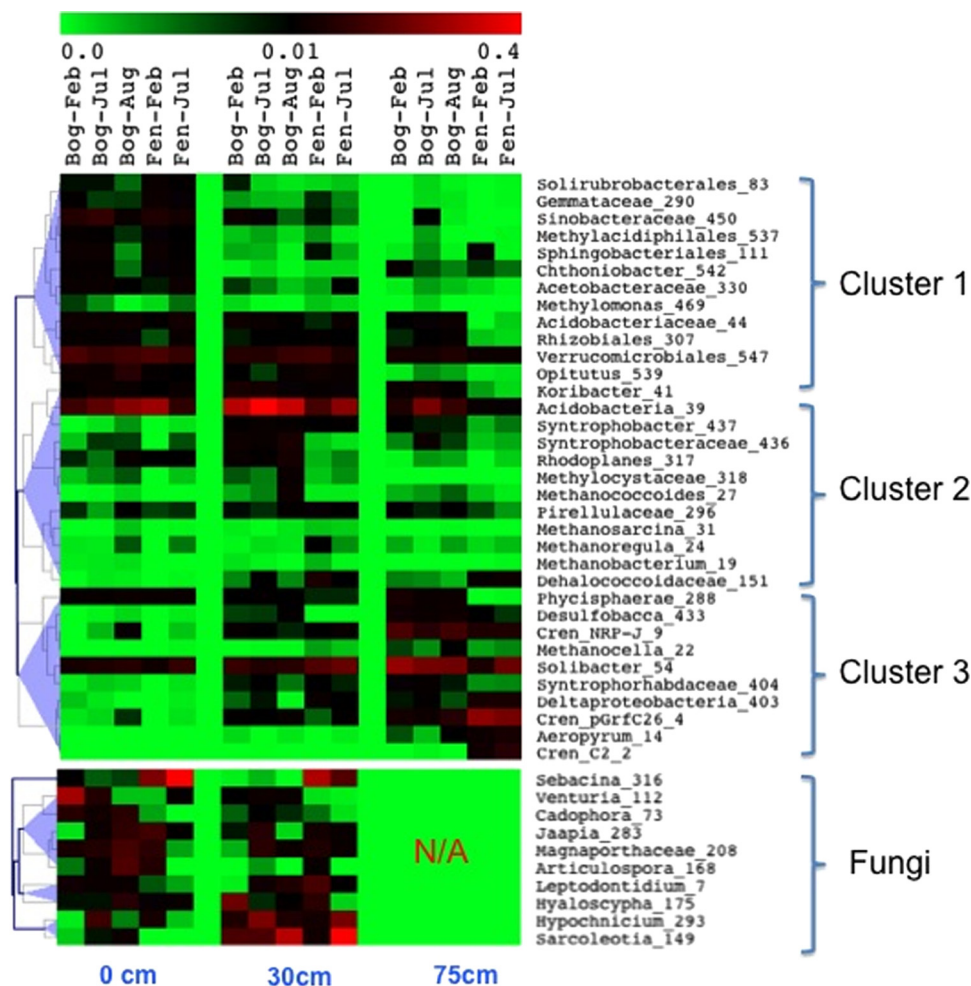 0.0 0.01 0.4
Bog-Feb Bog-Jul Bog-Aug Fen-Feb Fen-Jul Bog-Feb Bog-Jul Bog-Aug Fen-Feb Fen-Jul Bog-Feb Bog-Jul Bog-Aug Fen-Feb Fen-Jul
Solirubrobacterales_83
Gemmataceae_290
Sinobacteraceae_450
Methylacidiphilales_537
Sphingobacteriales_111
Chthoniobacter_542
Acetobacteraceae_330
Methylomonas_469
Acidobacteriaceae_44
Rhizobiales_307
Verrucomicrobiales_547
Opitutus_539
Koribacter_41
Cluster 1
Acidobacteria_39
Syntrophobacter_437
Syntrophobacteraceae_436
Rhodoplanes_317
Methylocystaceae_318
Methanococcoides_27
Pirellulaceae_296
Methanosarcina_31
Methanoregula_24
Methanobacterium_19
Dehalococcoidaceae_151
Cluster 2
Phycisphaerae_288
Desulfobacca_433
Cren_NRP-J_9
Methanocella_22
Solibacter_54
Syntrophorhabdaceae_404
Deltaproteobacteria_403
Cren_pGrfC26_4
Aeropyrum_14
Cren_C2_2
Cluster 3
Sebacina_316
Venturia_112
Cadophora_73
Jaapia_283
Magnaporthaceae_208
Articulospora_168
Leptodontidium_7
Hyaloscypha_175
Hypochnicium_293
Sarcoleotia_149
N/A
Fungi
0 cm 30cm 75cm